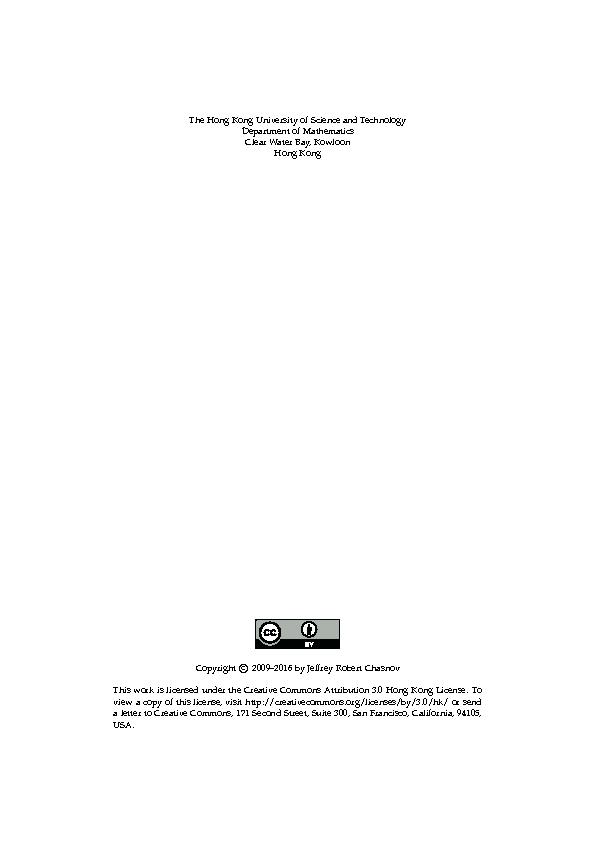 The Hong Kong University of Science and Technology
Department of Mathematics
Clear Water Bay, Kowloon
Hong Kong
cc
BY
Copyright © 2009–2016 by Jeffrey Robert Chasnov
This work is licensed under the Creative Commons Attribution 3.0 Hong Kong License. To
view a copy of this license, visit http://creativecommons.org/licenses/by/3.0/hk/ or send
a letter to Creative Commons, 171 Second Street, Suite 300, San Francisco, California, 94105,
USA.